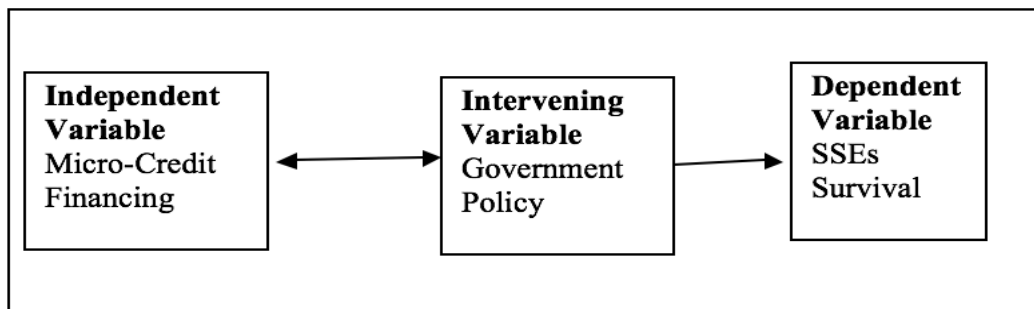 Independent
Variable
Micro-Credit
Financing
Intervening
Variable
Government
Policy
Dependent
Variable
SSEs
Survival